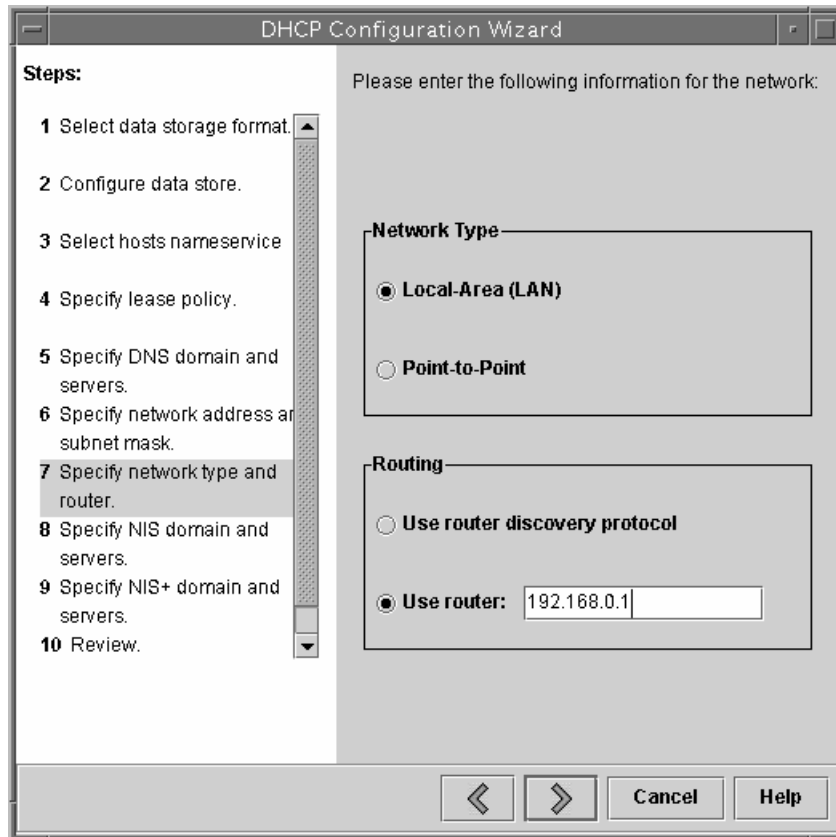 DHCP Configuration Wizard
Steps:
1 Select data storage format.
2 Configure data store.
3 Select hosts nameservice
4 Specify lease policy.
5 Specify DNS domain and
servers.
6 Specify network address
subnet mask.
7 Specify network type and
router.
8 Specify NIS domain and
servers.
9 Specify NIS+ domain and
servers.
10 Review.
Please enter the following information for the network:
Network Type
Local-Area (LAN)
Point-to-Point
Routing
Use router discovery protocol
Use router: 192.168.0.1
Cancel
Help